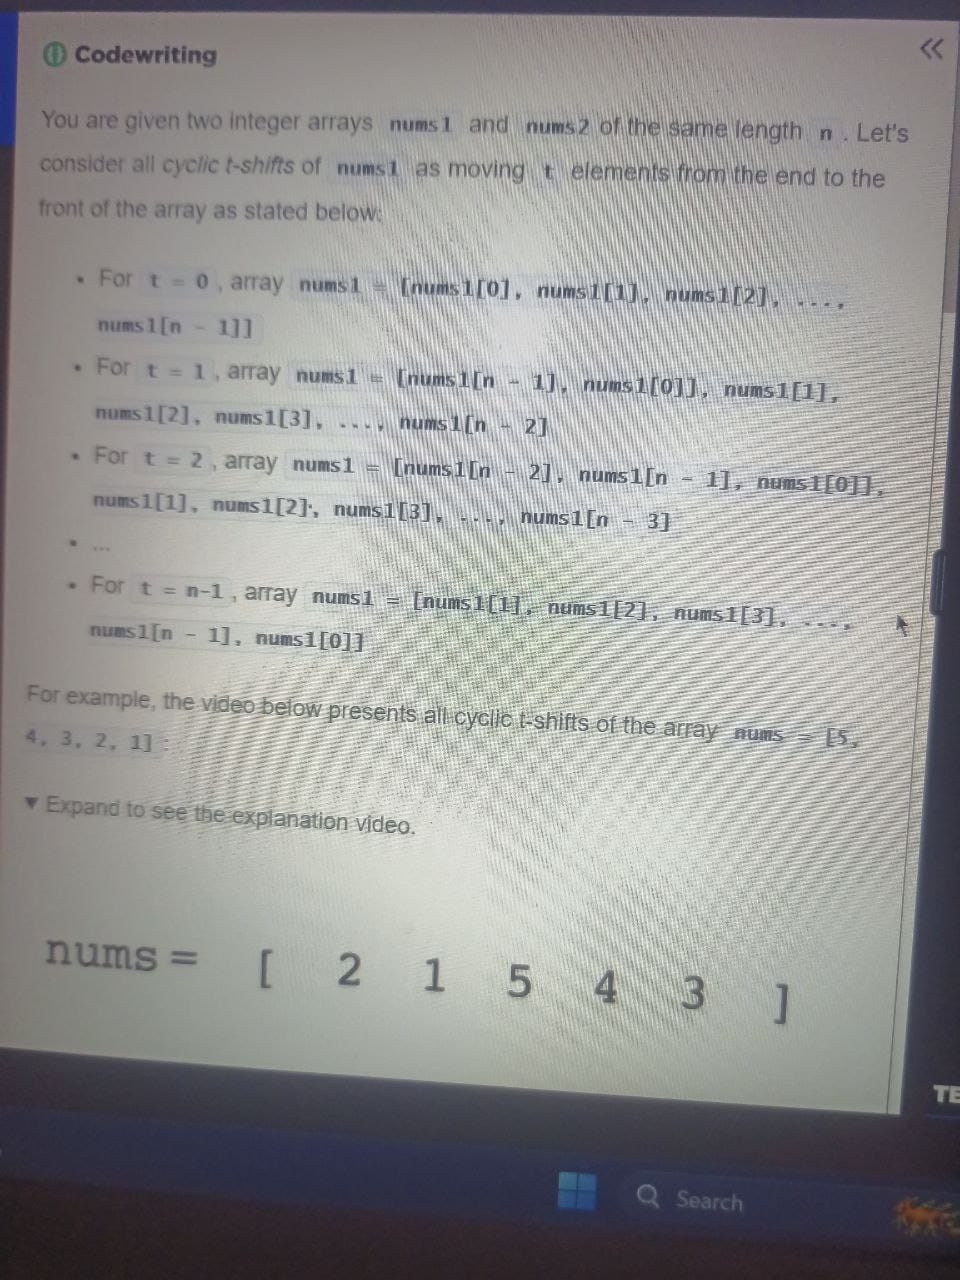 Codewriting
You are given two integer arrays nums1 and nums2 of the same length n . Let's
consider all cyclic t-shifts of nums1 as moving t elements from the end to the
front of the array as stated below:
• For t = 0 , array nums1 = [nums1[0], nums1[1], nums1[2], ....,
nums1[n - 1]]
• For t = 1 , array nums1 = [nums1[n - 1], nums1[0]], nums1[1],
nums1[2], nums1[3], ...., nums1[n - 2]
• For t = 2 , array nums1 = [nums1[n - 2], nums1[n - 1], nums1[0]],
nums1[1], nums1[2], nums1[3], ...., nums1[n - 3]
• ...
• For t = n-1 , array nums1 = [nums1[1], nums1[2], nums1[3], ....,
nums1[n - 1], nums1[0]]
For example, the video below presents all cyclic t-shifts of the array nums = [5,
4, 3, 2, 1] :
▼ Expand to see the explanation video.
nums = [ 2 1 5 4 3 ]
TE
Search